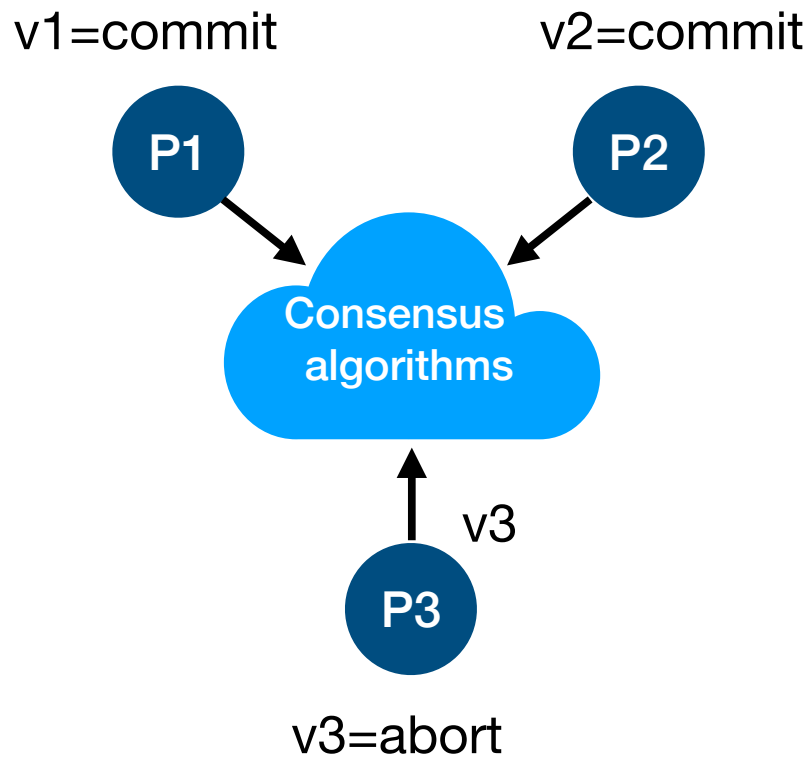 v1=commit
v2=commit
P1
P2
Consensus
algorithms
v3
P3
v3=abort